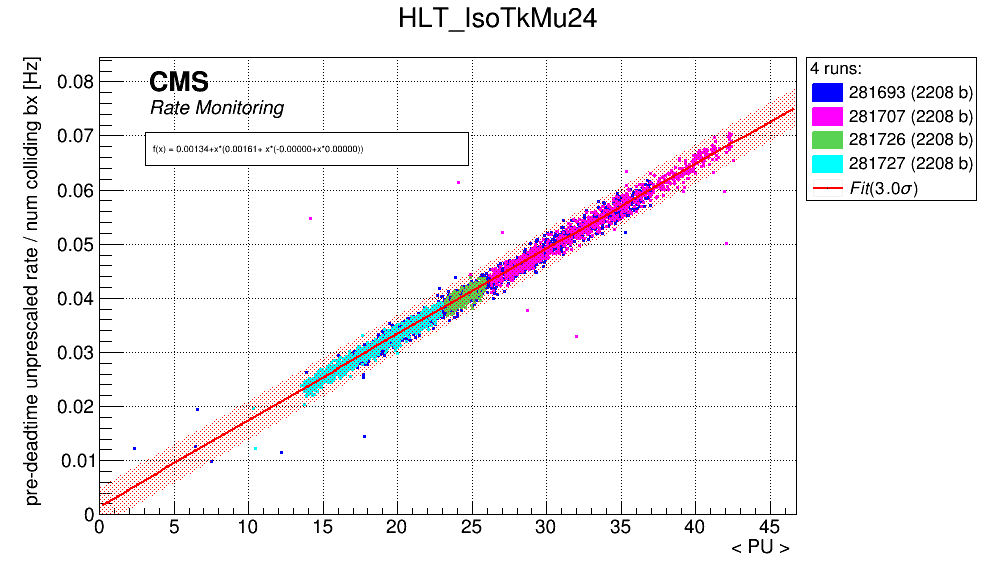 HLT_IsoTkMu24
pre-deadtime unprescaled rate / num colliding bx [Hz]
CMS
Rate Monitoring
f(x) = 0.00134+x*(0.00161+ x*(-0.00000+x*0.00000))
0.08
0.07
0.06
0.05
0.04
0.03
0.02
0.01
0
0 5 10 15 20 25 30 35 40 45
< PU >
4 runs:
281693 (2208 b)
281707 (2208 b)
281726 (2208 b)
281727 (2208 b)
Fit(3.0σ)